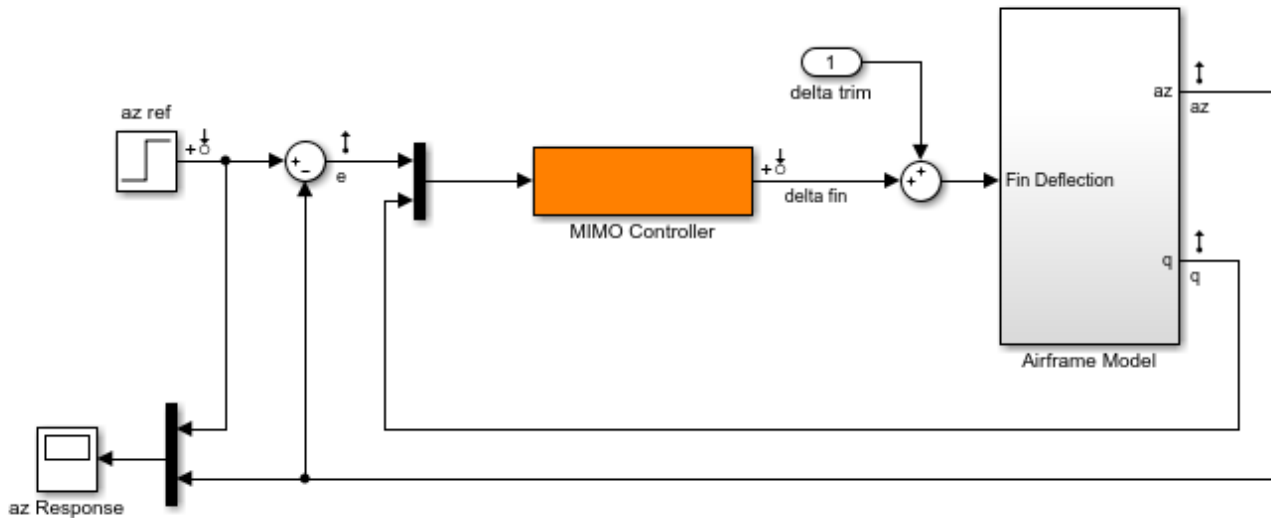 1
delta trim
az ref
+
+
−
e
MIMO Controller
+
delta fin
+
+
Fin Deflection
az
az
q
q
Airframe Model
az Response